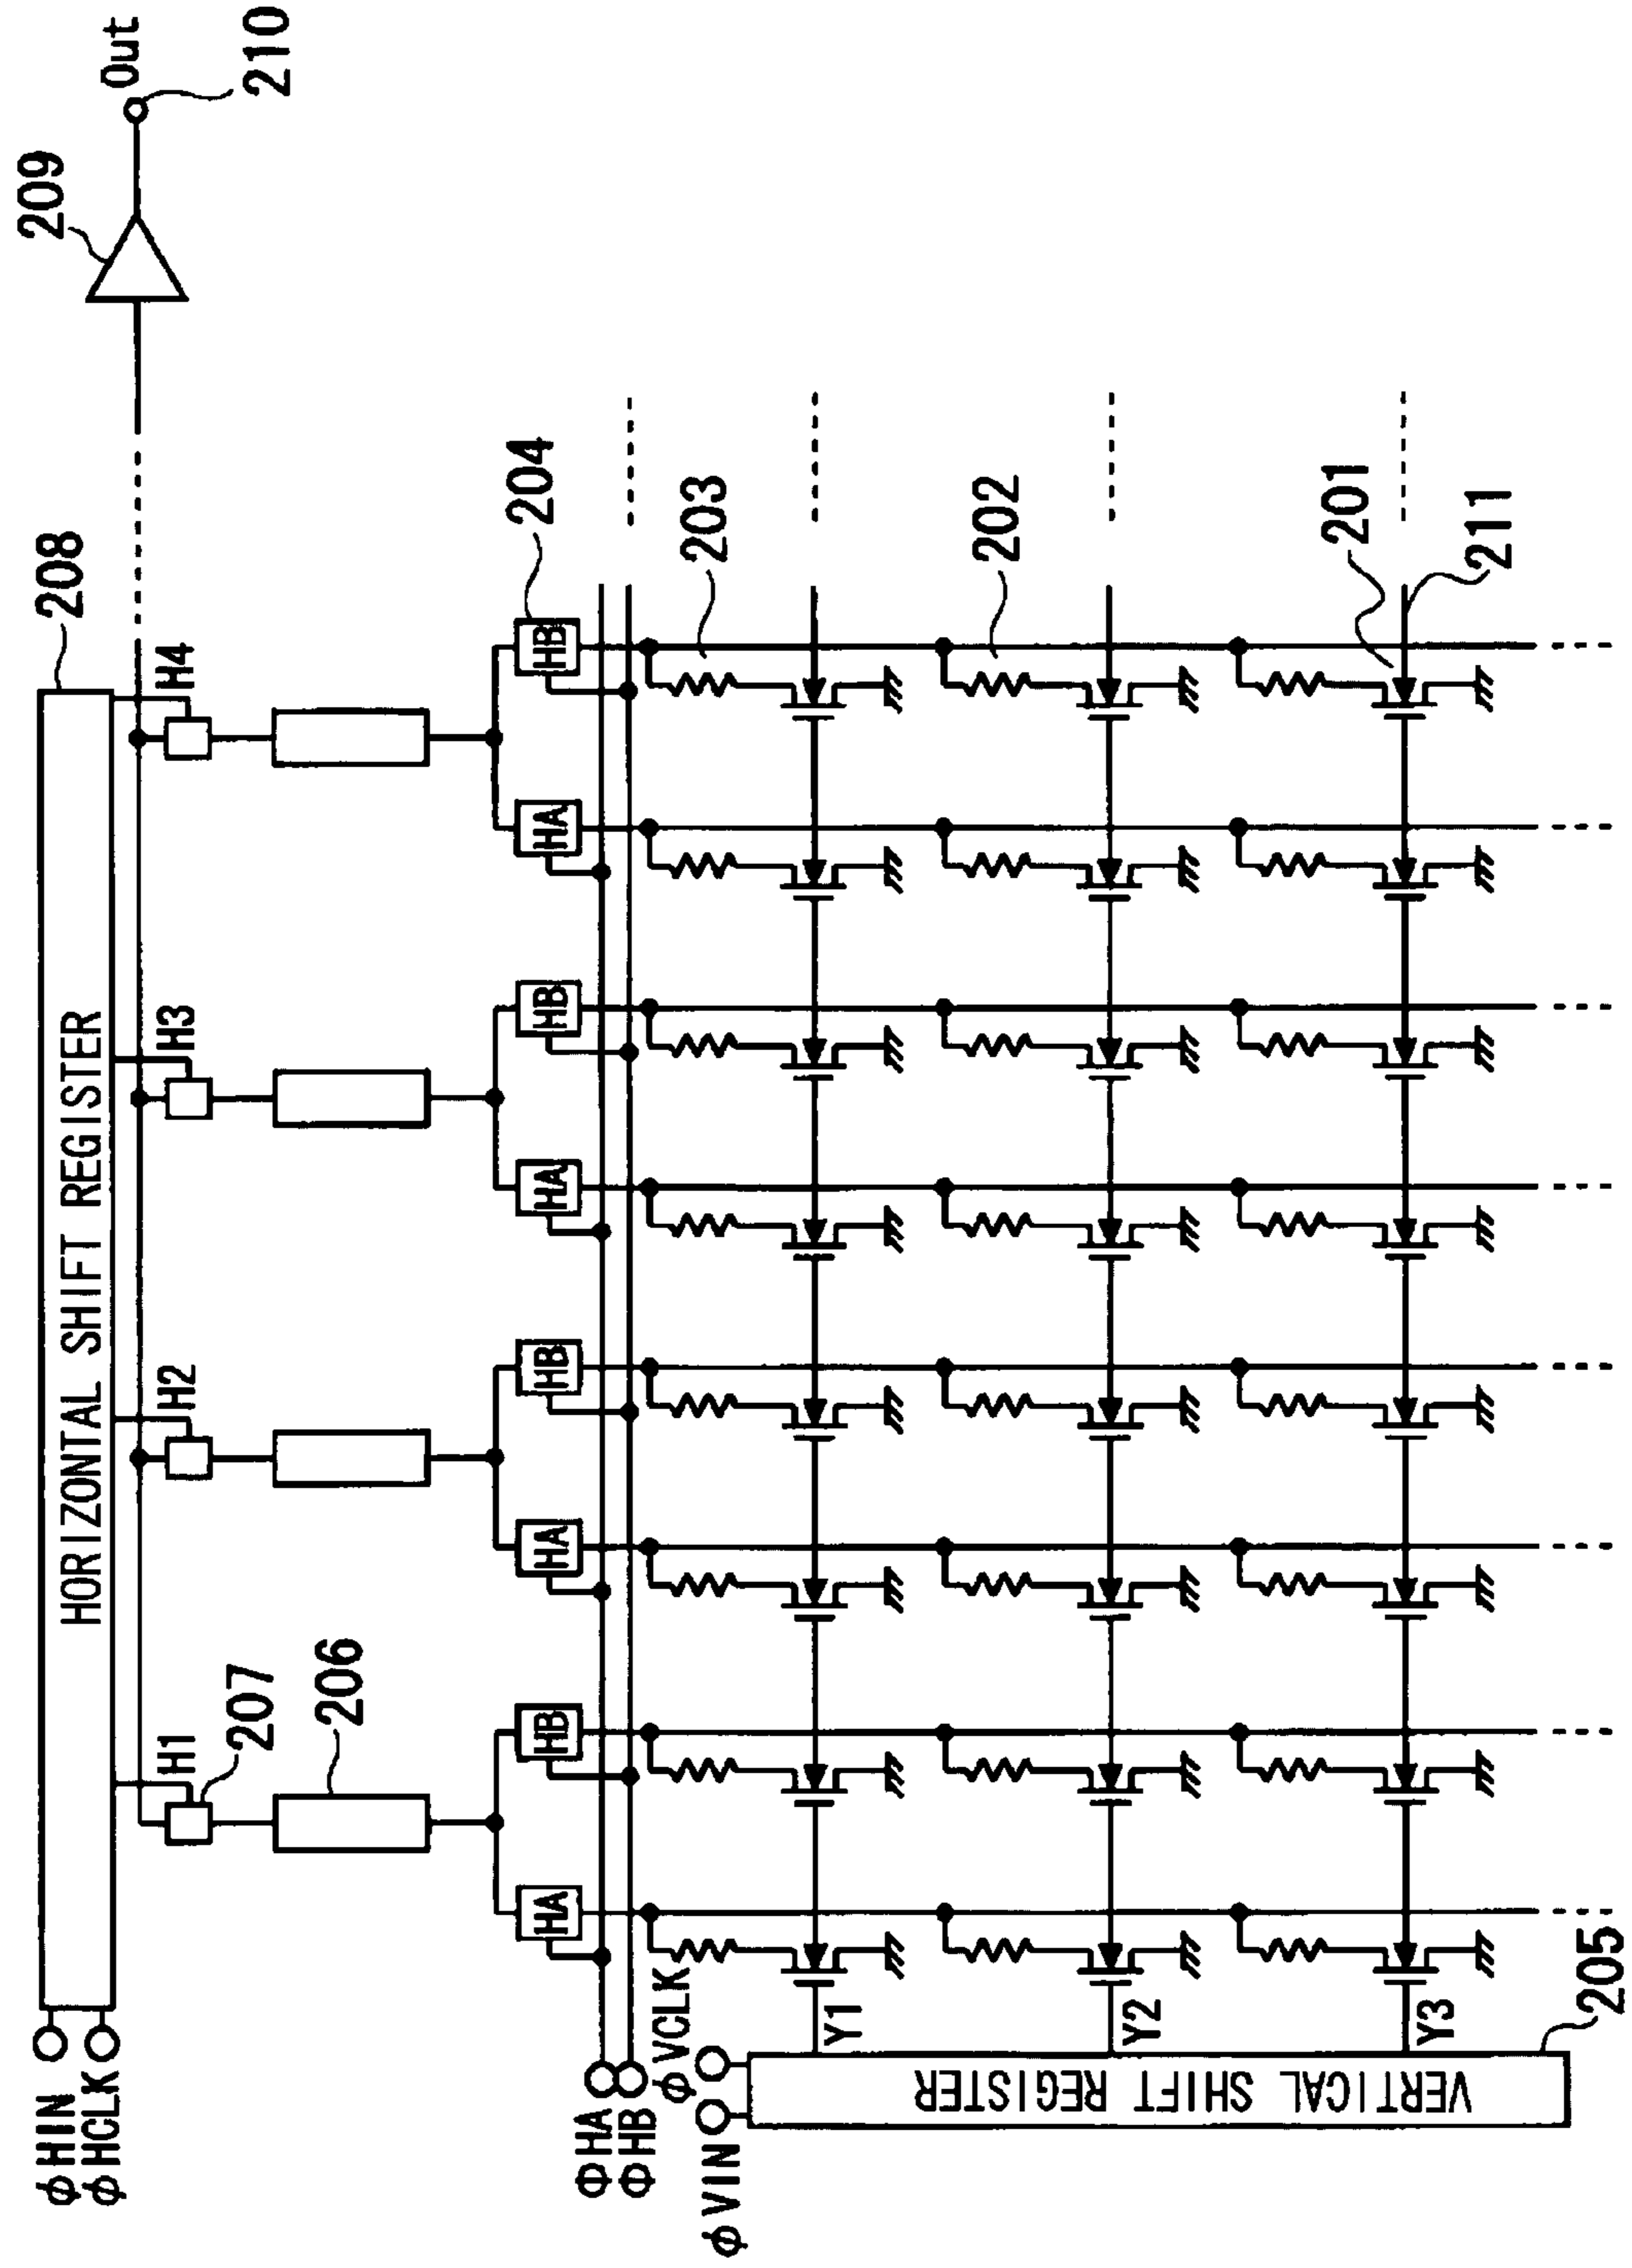 φHIN
φHCLK
HORIZONTAL SHIFT REGISTER
208
209
Out
210
H1
H2
H3
H4
207
206
HA
HB
HA
HB
HA
HB
HA
HB
204
ΦHA
ΦHB
φVIN
φVCLK
203
Y1
202
Y2
201
Y3
211
VERTICAL SHIFT REGISTER
205